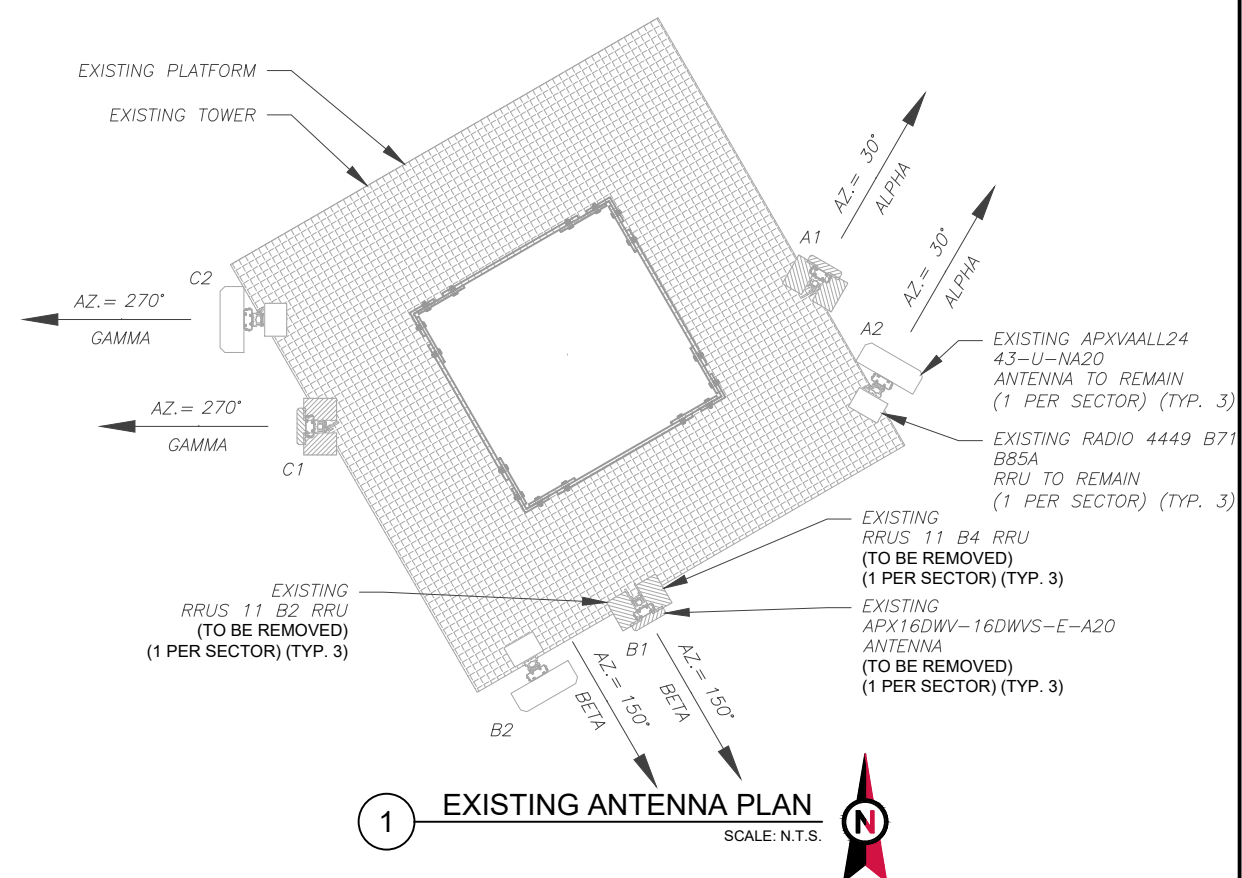 EXISTING PLATFORM
EXISTING TOWER
AZ.= 30°
ALPHA
A1
AZ.= 30°
ALPHA
A2
C2
AZ.= 270°
GAMMA
AZ.= 270°
GAMMA
C1
EXISTING APXVAALL24
43-U-NA20
ANTENNA TO REMAIN
(1 PER SECTOR) (TYP. 3)
EXISTING RADIO 4449 B71
B85A
RRU TO REMAIN
(1 PER SECTOR) (TYP. 3)
EXISTING
RRUS 11 B4 RRU
(TO BE REMOVED)
(1 PER SECTOR) (TYP. 3)
EXISTING
RRUS 11 B2 RRU
(TO BE REMOVED)
(1 PER SECTOR) (TYP. 3)
EXISTING
APX16DWV-16DWVS-E-A20
ANTENNA
(TO BE REMOVED)
(1 PER SECTOR) (TYP. 3)
B1
B2
AZ.= 150°
BETA
AZ.= 150°
BETA
1
EXISTING ANTENNA PLAN
SCALE: N.T.S.
N